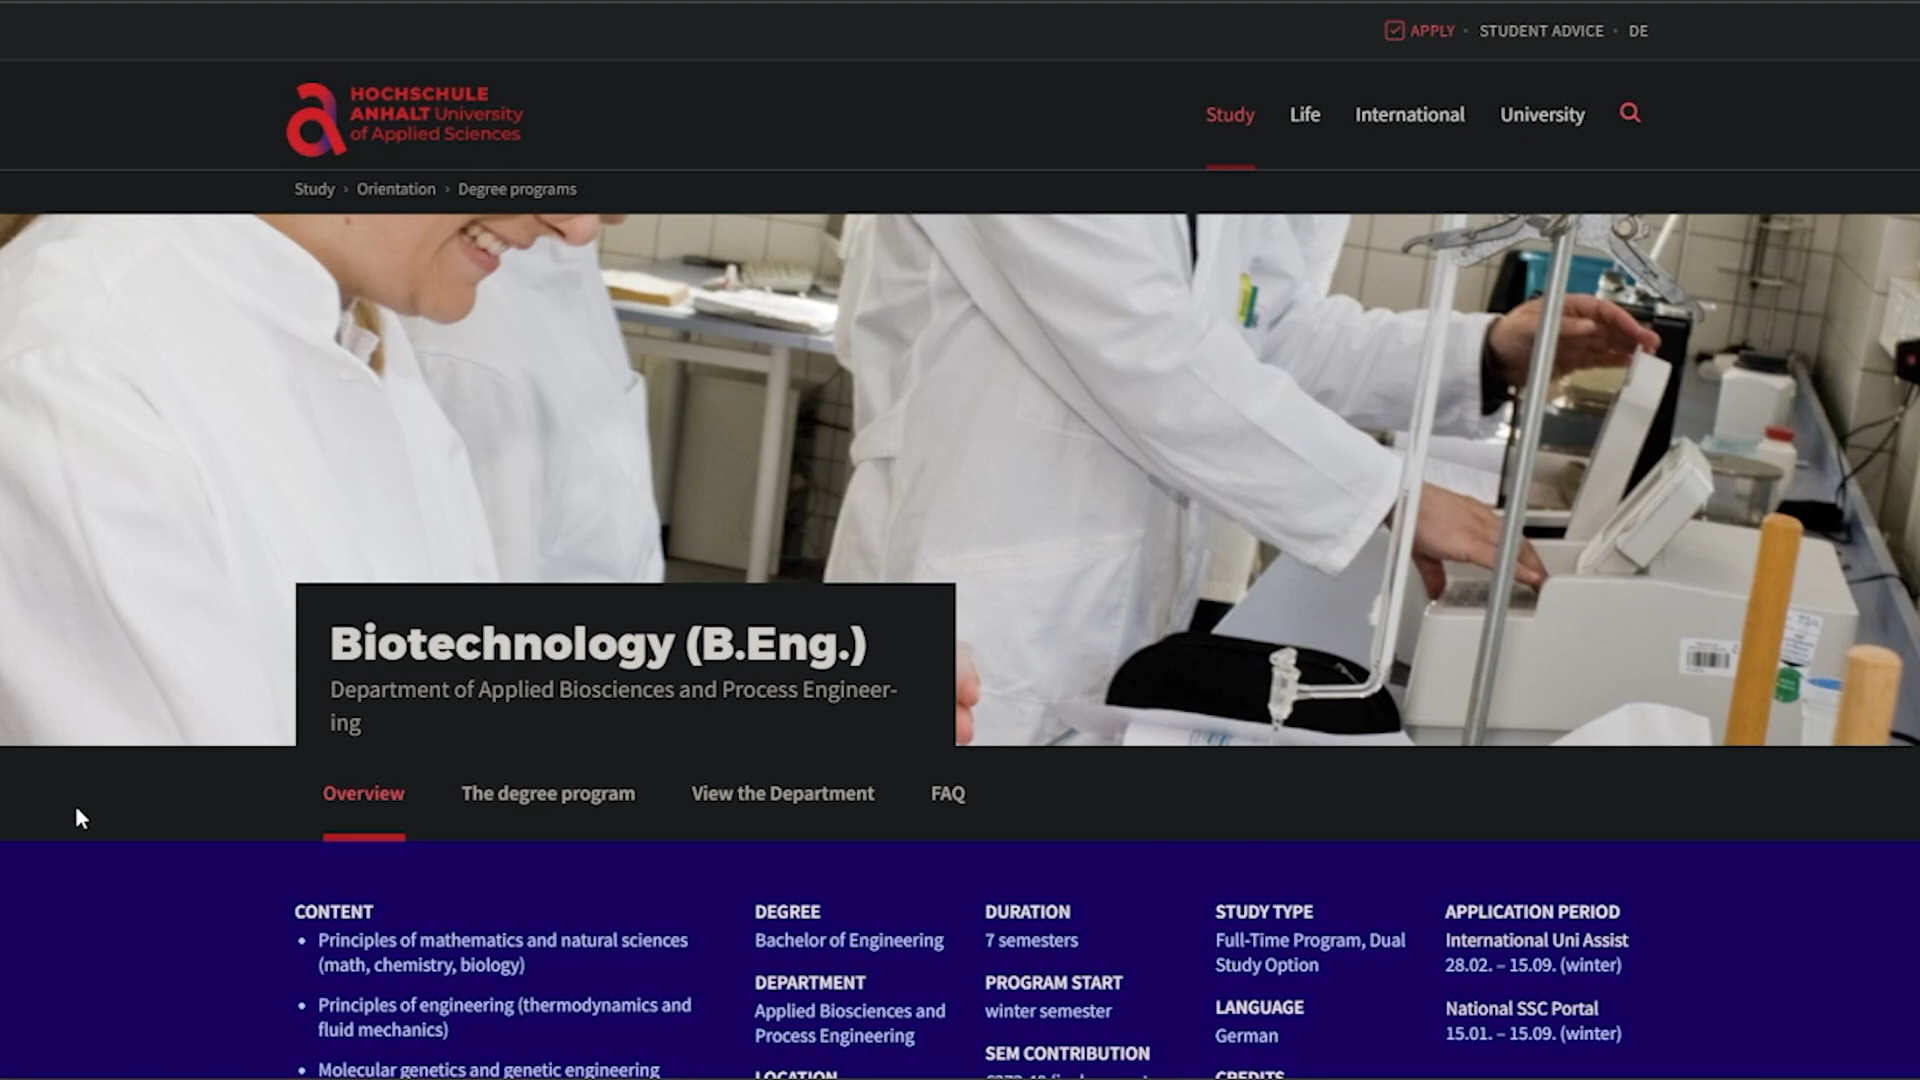 APPLY • STUDENT ADVICE • DE
HOCHSCHULE
ANHALT University
of Applied Sciences
Study Life International University
Study › Orientation › Degree programs
Biotechnology (B.Eng.)
Department of Applied Biosciences and Process Engineer-
ing
Overview The degree program View the Department FAQ
CONTENT
• Principles of mathematics and natural sciences
(math, chemistry, biology)
• Principles of engineering (thermodynamics and
fluid mechanics)
• Molecular genetics and genetic engineering
DEGREE
Bachelor of Engineering
DEPARTMENT
Applied Biosciences and
Process Engineering
LOCATION
DURATION
7 semesters
PROGRAM START
winter semester
SEM CONTRIBUTION
STUDY TYPE
Full-Time Program, Dual
Study Option
LANGUAGE
German
CREDITS
APPLICATION PERIOD
International Uni Assist
28.02. – 15.09. (winter)
National SSC Portal
15.01. – 15.09. (winter)